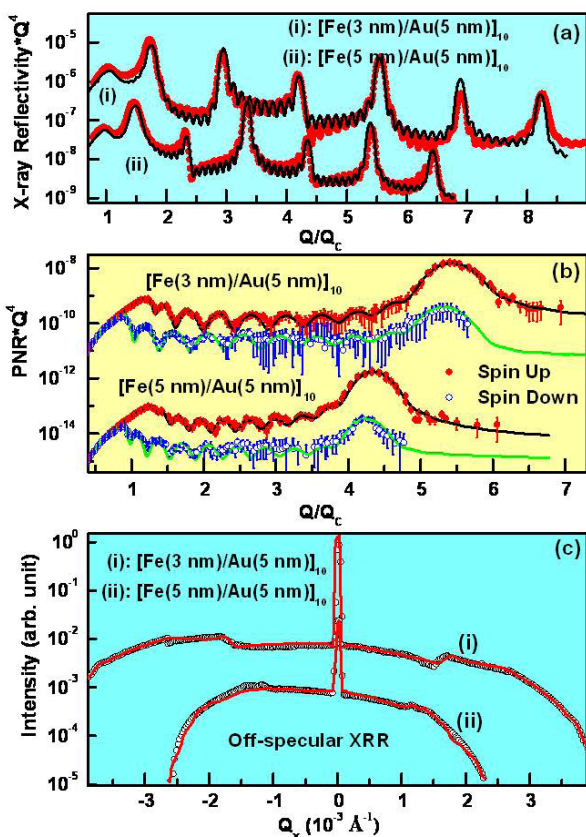 (a)
(i): [Fe(3 nm)/Au(5 nm)]₁₀
(ii): [Fe(5 nm)/Au(5 nm)]₁₀
X-ray Reflectivity*Q⁴
10⁻⁵
10⁻⁶
10⁻⁷
10⁻⁸
10⁻⁹
(i)
(ii)
1 2 3 4 5 6 7 8
Q/Q_C
(b)
[Fe(3 nm)/Au(5 nm)]₁₀
PNR*Q⁴
10⁻⁸
10⁻¹⁰
10⁻¹²
10⁻¹⁴
Spin Up
Spin Down
[Fe(5 nm)/Au(5 nm)]₁₀
1 2 3 4 5 6 7
Q/Q_C
(c)
(i): [Fe(3 nm)/Au(5 nm)]₁₀
(ii): [Fe(5 nm)/Au(5 nm)]₁₀
Intensity (arb. unit)
10⁰
10⁻¹
10⁻²
10⁻³
10⁻⁴
10⁻⁵
(i)
(ii)
Off-specular XRR
-3 -2 -1 0 1 2 3
Q_x (10⁻³ Å⁻¹)